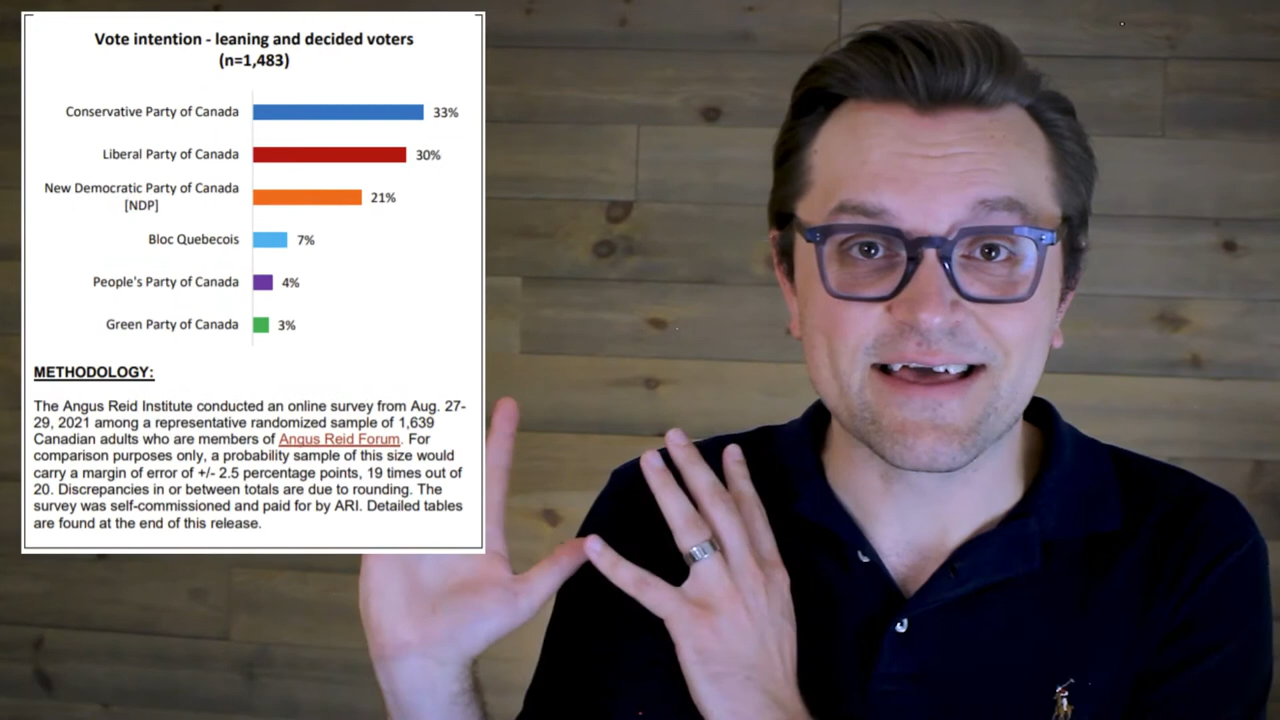 Vote intention - leaning and decided voters
(n=1,483)
Conservative Party of Canada 33%
Liberal Party of Canada 30%
New Democratic Party of Canada
[NDP] 21%
Bloc Quebecois 7%
People's Party of Canada 4%
Green Party of Canada 3%
METHODOLOGY:
The Angus Reid Institute conducted an online survey from Aug. 27-
29, 2021 among a representative randomized sample of 1,639
Canadian adults who are members of Angus Reid Forum. For
comparison purposes only, a probability sample of this size would
carry a margin of error of +/- 2.5 percentage points, 19 times out of
20. Discrepancies in or between totals are due to rounding. The
survey was self-commissioned and paid for by ARI. Detailed tables
are found at the end of this release.